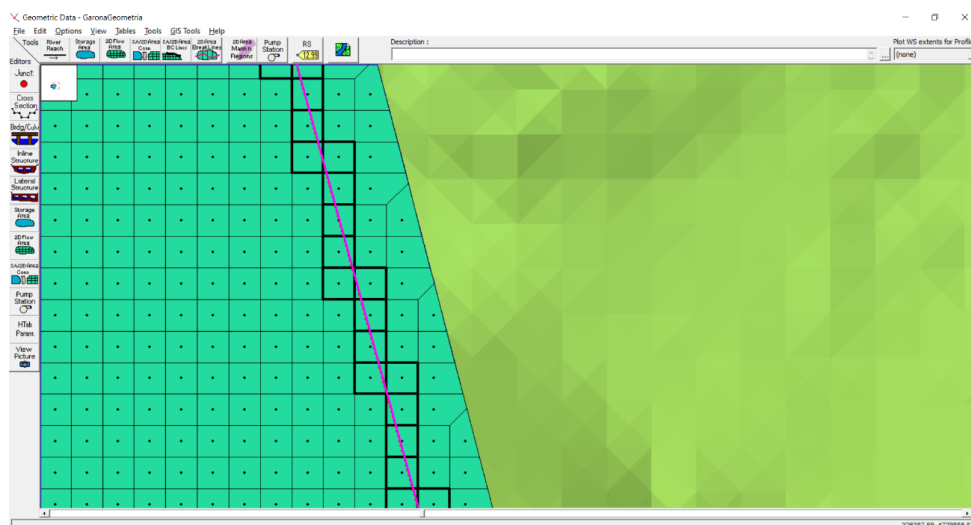 Geometric Data - GaronaGeometria
File Edit Options View Tables Tools GIS Tools Help
Tools River Reach Storage Area 2D Flow Area SA/2D Area Conn SA/2D Area BC Lines 2D Area BreakLines 2D Area Mann n Regions Pump Station RS
Description :
Plot WS extents for Profile
... (none)
Editors
Junct.
Cross Section
Brdg/Culv
Inline Structure
Lateral Structure
Storage Area
2D Flow Area
SA/2D Area Conn
Pump Station
HTab Param.
View Picture